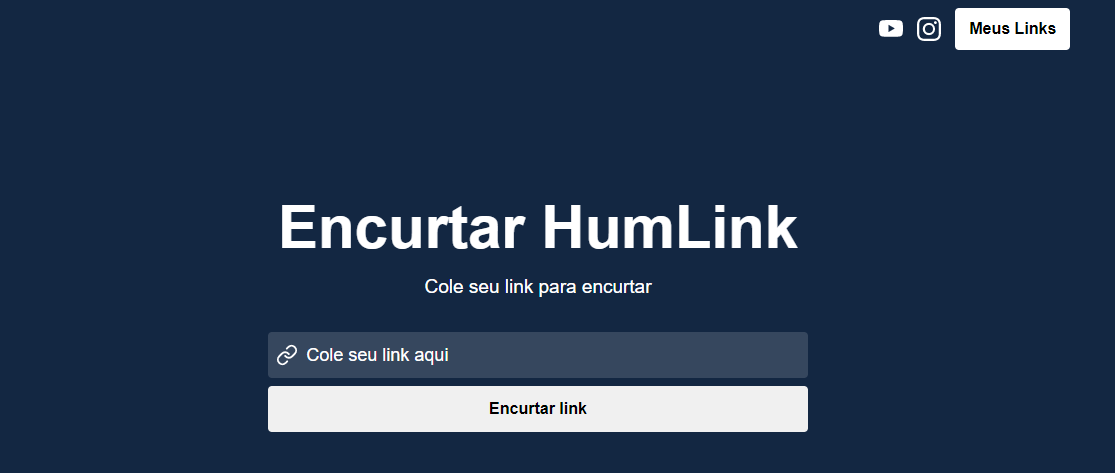 Meus Links
Encurtar HumLink
Cole seu link para encurtar
Cole seu link aqui
Encurtar link